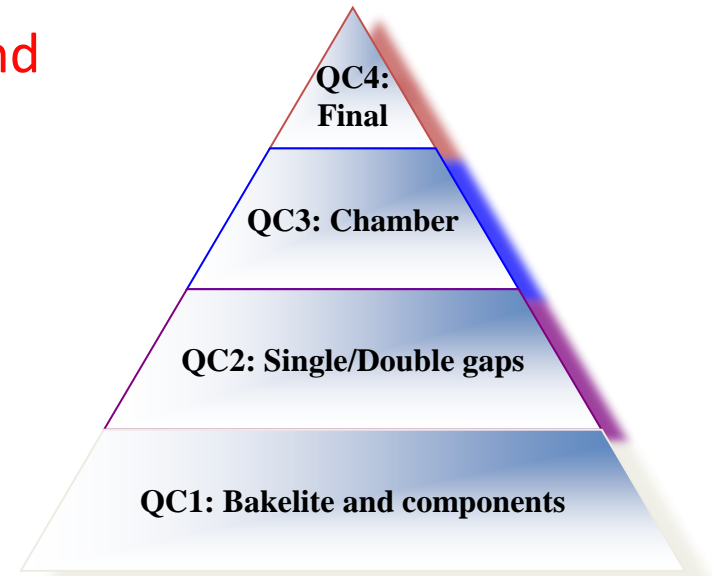 nd
QC4:
Final
QC3: Chamber
QC2: Single/Double gaps
QC1: Bakelite and components